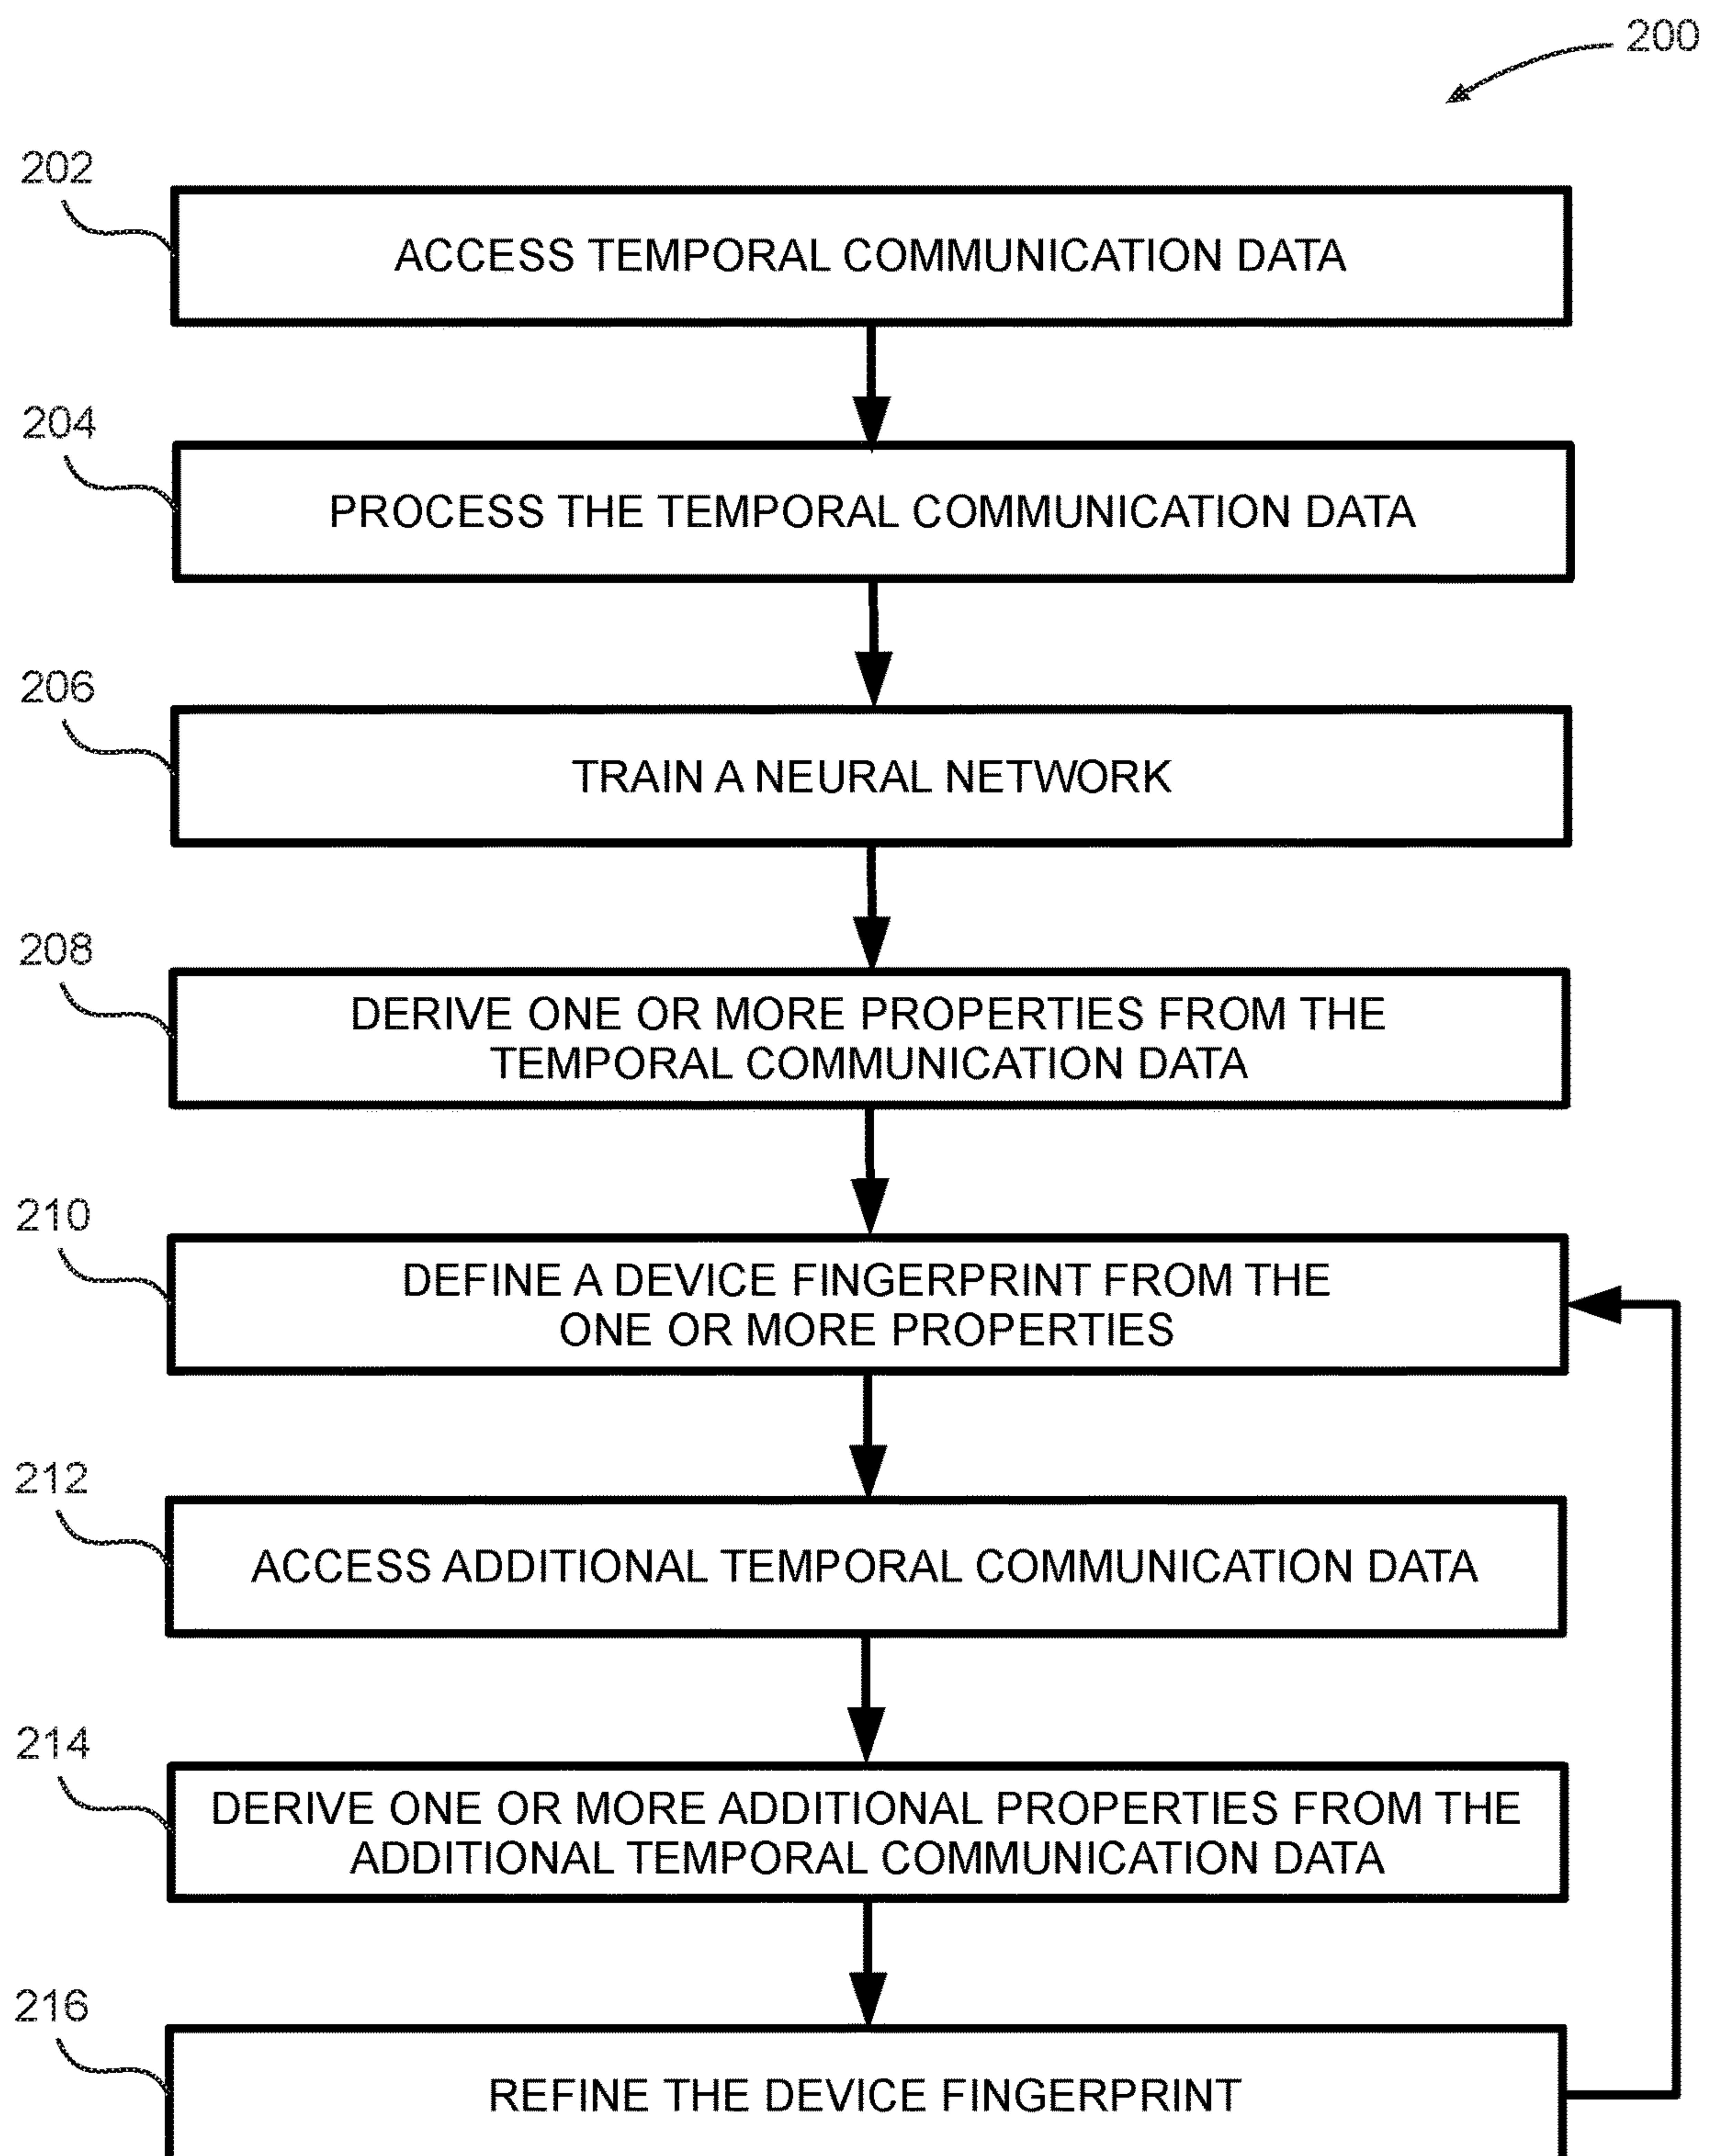 200
202
ACCESS TEMPORAL COMMUNICATION DATA
204
PROCESS THE TEMPORAL COMMUNICATION DATA
206
TRAIN A NEURAL NETWORK
208
DERIVE ONE OR MORE PROPERTIES FROM THE
TEMPORAL COMMUNICATION DATA
210
DEFINE A DEVICE FINGERPRINT FROM THE
ONE OR MORE PROPERTIES
212
ACCESS ADDITIONAL TEMPORAL COMMUNICATION DATA
214
DERIVE ONE OR MORE ADDITIONAL PROPERTIES FROM THE
ADDITIONAL TEMPORAL COMMUNICATION DATA
216
REFINE THE DEVICE FINGERPRINT